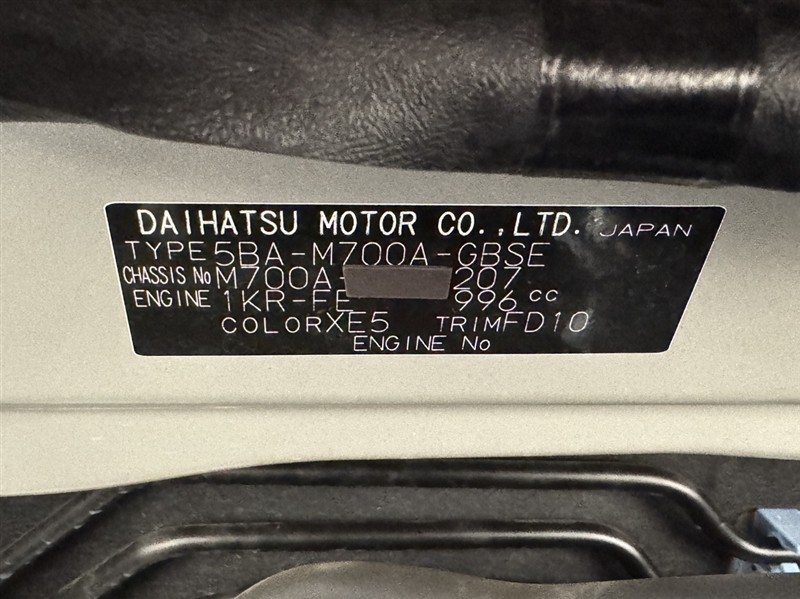 DAIHATSU MOTOR CO.,LTD. JAPAN
TYPE 5BA-M700A-GBSE
CHASSIS No M700A- 207
ENGINE 1KR-FE 996 cc
COLOR XE5 TRIM FD10
ENGINE No